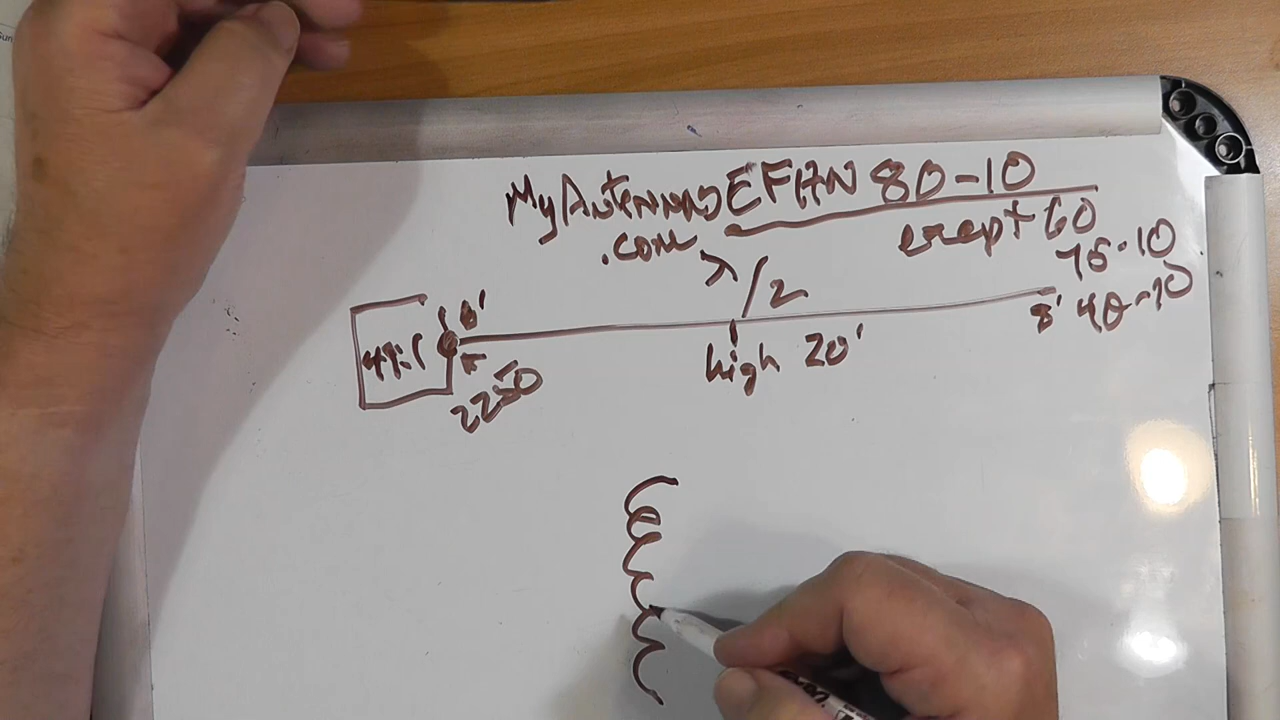 MyAntennas EFHW 80-10
.com
except 60
75-10
λ/2
8' 40-10
8'
49:1
high 20'
2250